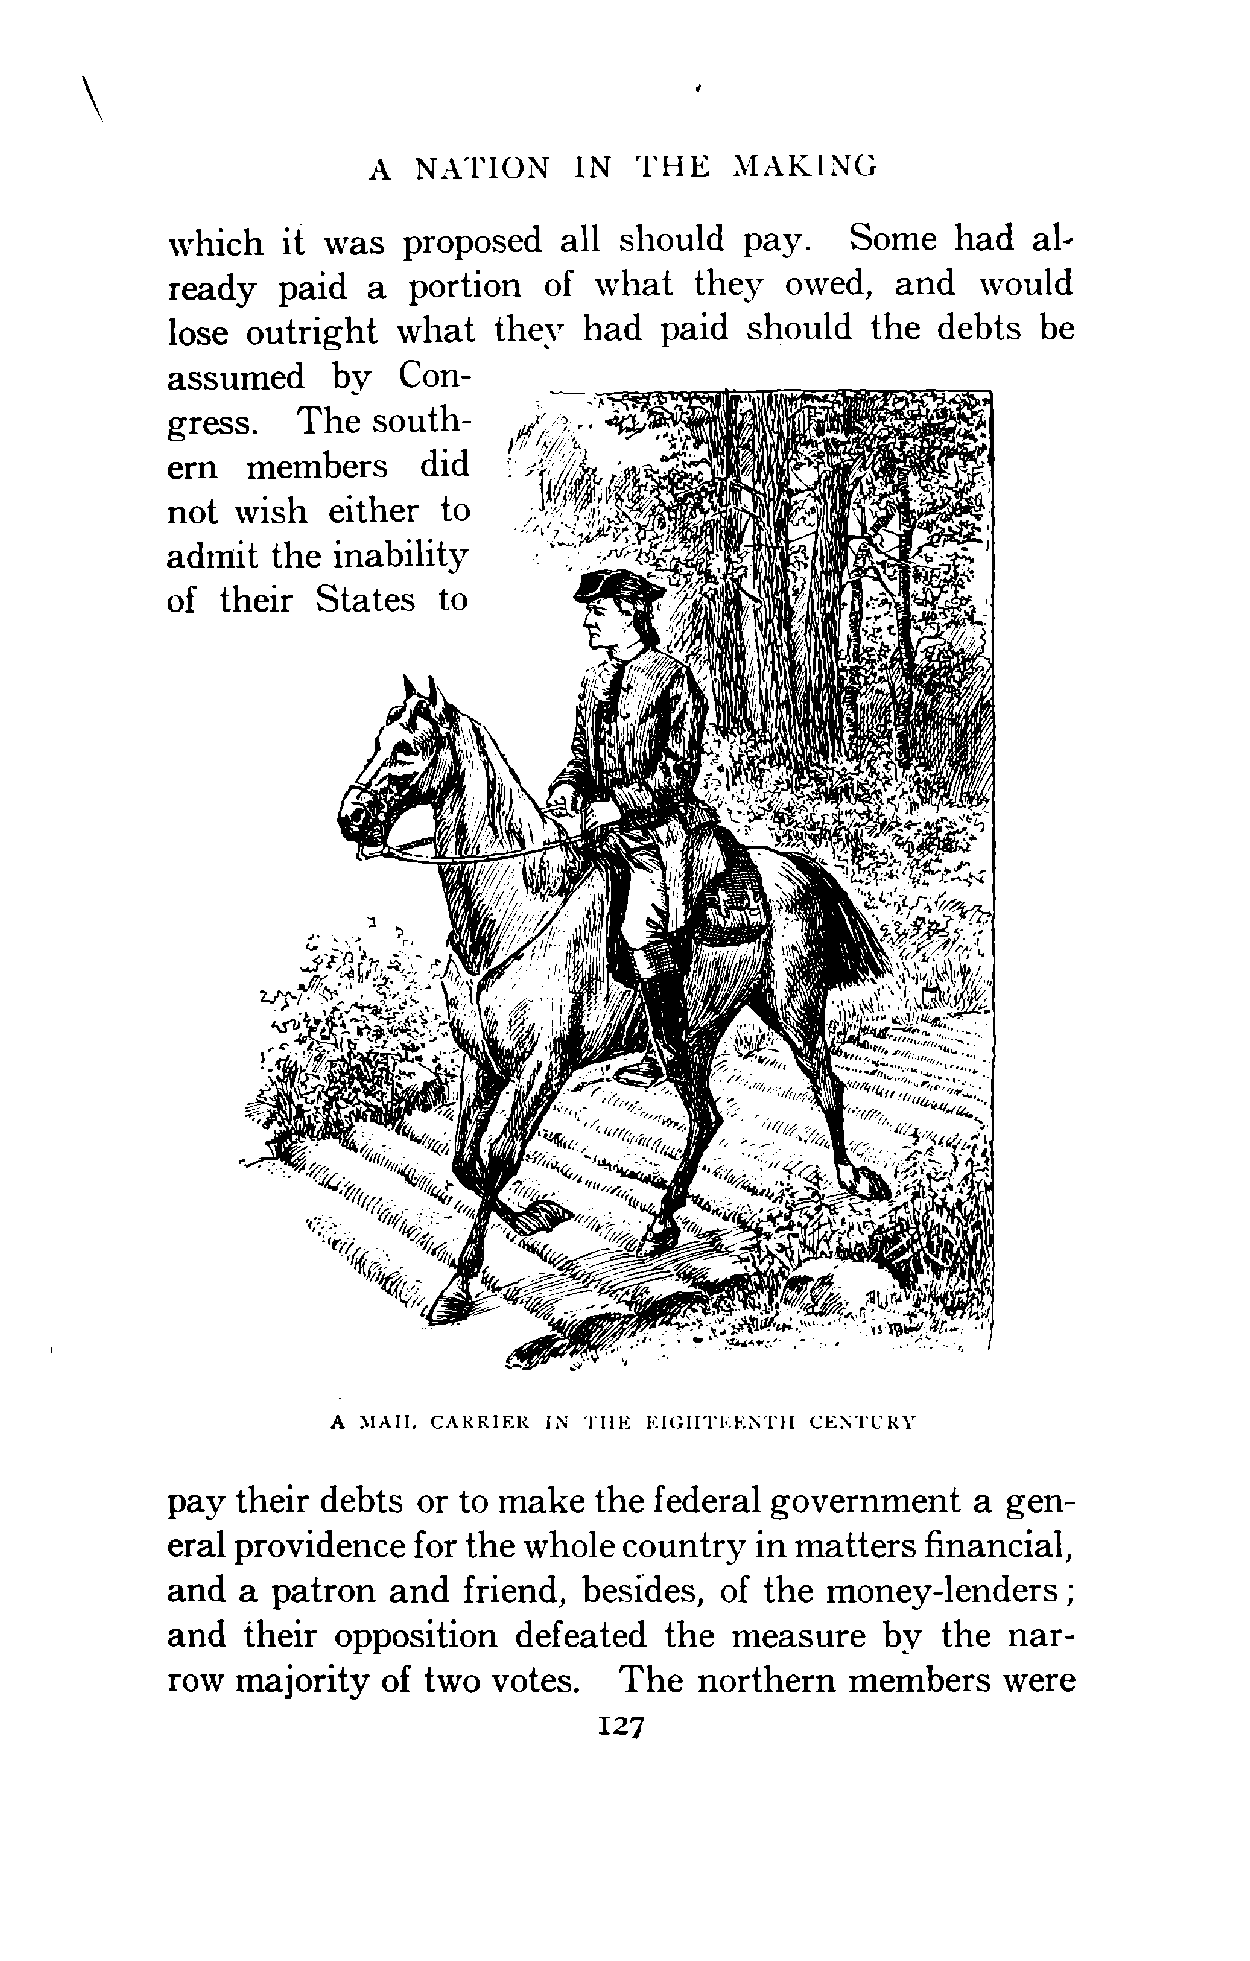 A NATION IN THE MAKING
which it was proposed all should pay. Some had al-
ready paid a portion of what they owed, and would
lose outright what they had paid should the debts be
assumed by Con-
gress. The south-
ern members did
not wish either to
admit the inability
of their States to
A MAIL CARRIER IN THE EIGHTEENTH CENTURY
pay their debts or to make the federal government a gen-
eral providence for the whole country in matters financial,
and a patron and friend, besides, of the money-lenders;
and their opposition defeated the measure by the nar-
row majority of two votes. The northern members were
127